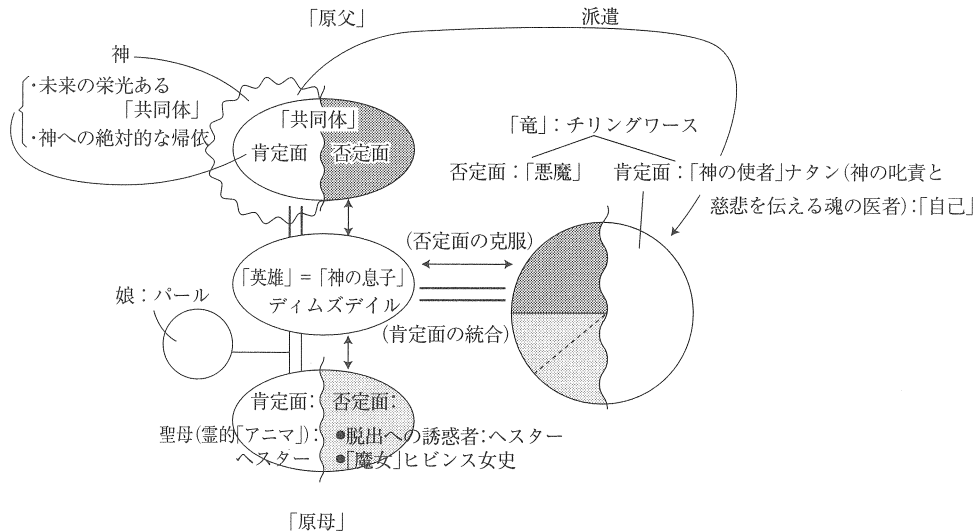 「原父」
派遣
神
・未来の栄光ある
「共同体」
・神への絶対的な帰依
「共同体」
肯定面
否定面
「竜」：チリングワース
否定面：「悪魔」
肯定面：「神の使者」ナタン（神の叱責と
慈悲を伝える魂の医者）：「自己」
（否定面の克服）
「英雄」＝「神の息子」
ディムズデイル
（肯定面の統合）
娘：パール
肯定面：
否定面：
聖母（霊的「アニマ」）：
ヘスター
●脱出への誘惑者：ヘスター
●「魔女」ヒビンス女史
「原母」